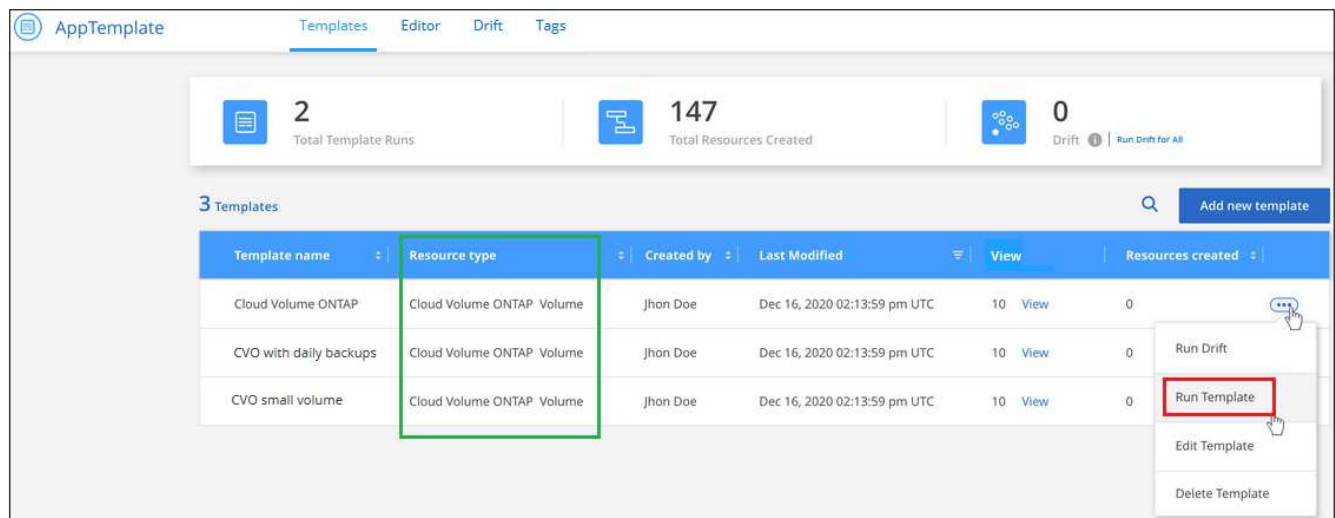 AppTemplate Templates Editor Drift Tags
2 147 0
Total Template Runs Total Resources Created Drift Run Drift for All
3 Templates Add new template
Template name Resource type Created by Last Modified View Resources created
Cloud Volume ONTAP Cloud Volume ONTAP Volume Jhon Doe Dec 16, 2020 02:13:59 pm UTC 10 View 0
CVO with daily backups Cloud Volume ONTAP Volume Jhon Doe Dec 16, 2020 02:13:59 pm UTC 10 View 0
CVO small volume Cloud Volume ONTAP Volume Jhon Doe Dec 16, 2020 02:13:59 pm UTC 10 View 0
Run Drift
Run Template
Edit Template
Delete Template